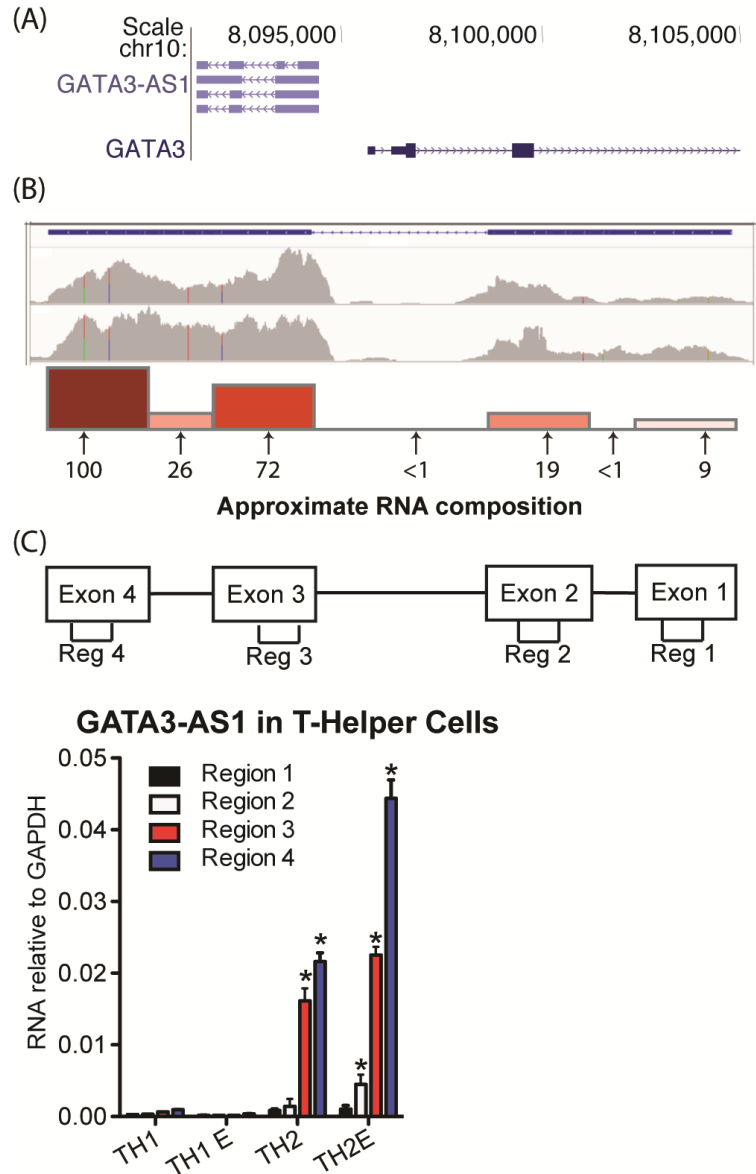 (A)
Scale
chr10:
8,095,000 8,100,000 8,105,000
GATA3-AS1
GATA3
(B)
100 26 72 <1 19 <1 9
Approximate RNA composition
(C)
Exon 4 Exon 3 Exon 2 Exon 1
Reg 4 Reg 3 Reg 2 Reg 1
GATA3-AS1 in T-Helper Cells
RNA relative to GAPDH
0.05
0.04
0.03
0.02
0.01
0.00
Region 1
Region 2
Region 3
Region 4
* * * * *
TH1 TH1 E TH2 TH2E